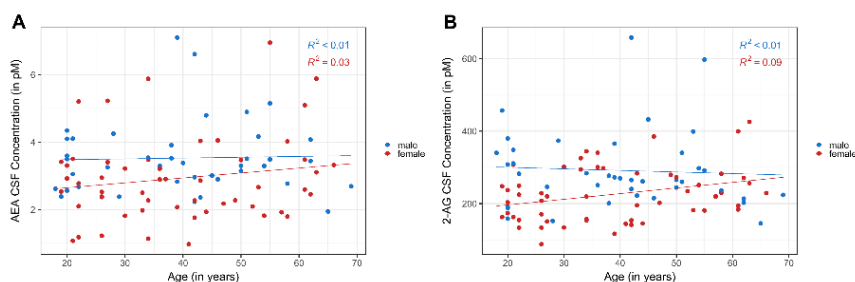 A
R² < 0.01
R² = 0.03
AEA CSF Concentration (in pM)
6
4
2
20
30
40
50
60
70
Age (in years)
malo
female
B
R² < 0.01
R² = 0.09
2-AG CSF Concentration (in pM)
600
400
200
20
30
40
50
60
70
Age (in years)
malo
female